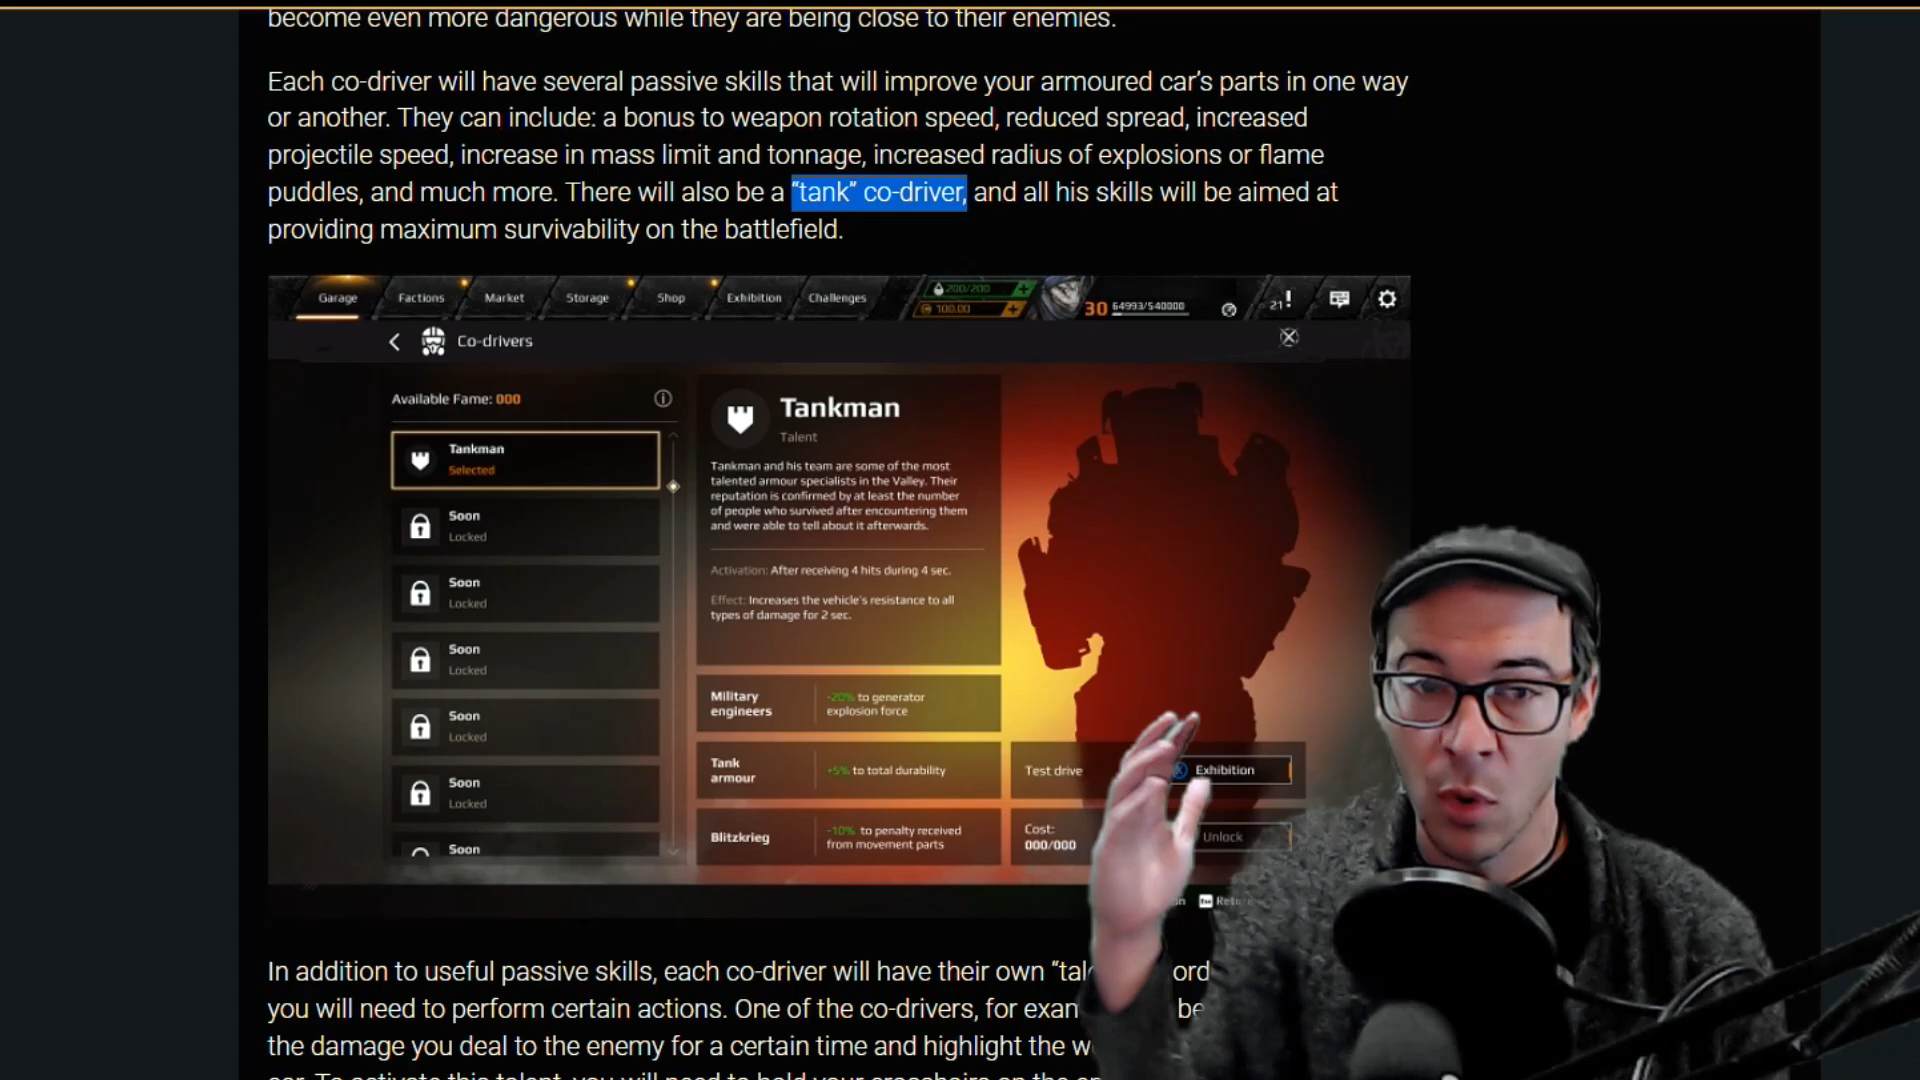 become even more dangerous while they are being close to their enemies.
Each co-driver will have several passive skills that will improve your armoured car's parts in one way
or another. They can include: a bonus to weapon rotation speed, reduced spread, increased
projectile speed, increase in mass limit and tonnage, increased radius of explosions or flame
puddles, and much more. There will also be a “tank” co-driver, and all his skills will be aimed at
providing maximum survivability on the battlefield.
Garage Factions Market Storage Shop Exhibition Challenges
200/200
100.00
30 64993/540000
21 !
Co-drivers
Available Fame: 000
Tankman
Selected
Soon
Locked
Soon
Locked
Soon
Locked
Soon
Locked
Soon
Locked
Soon
Tankman
Talent
Tankman and his team are some of the most
talented armour specialists in the Valley. Their
reputation is confirmed by at least the number
of people who survived after encountering them
and were able to tell about it afterwards.
Activation: After receiving 4 hits during 4 sec.
Effect: Increases the vehicle's resistance to all
types of damage for 2 sec.
Military
engineers
-20% to generator
explosion force
Tank
armour
+5% to total durability
Blitzkrieg
-10% to penalty received
from movement parts
Test drive
X Exhibition
Cost:
000/000
Unlock
In addition to useful passive skills, each co-driver will have their own
you will need to perform certain actions. One of the co-drivers, for
the damage you deal to the enemy for a certain time and highlight the